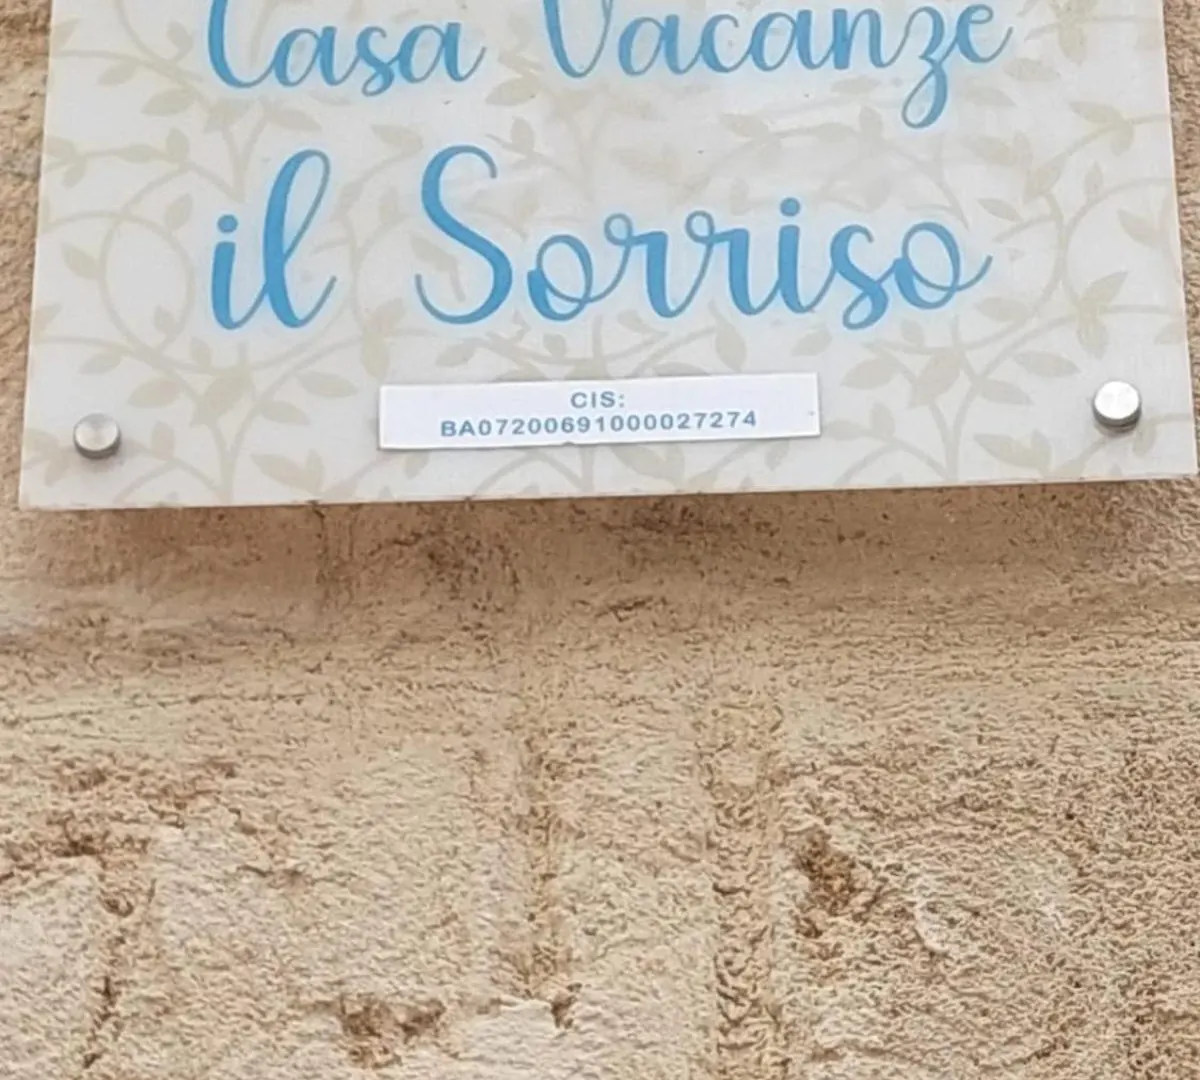 Casa Vacanze
il Sorriso
CIS:
BA07200691000027274